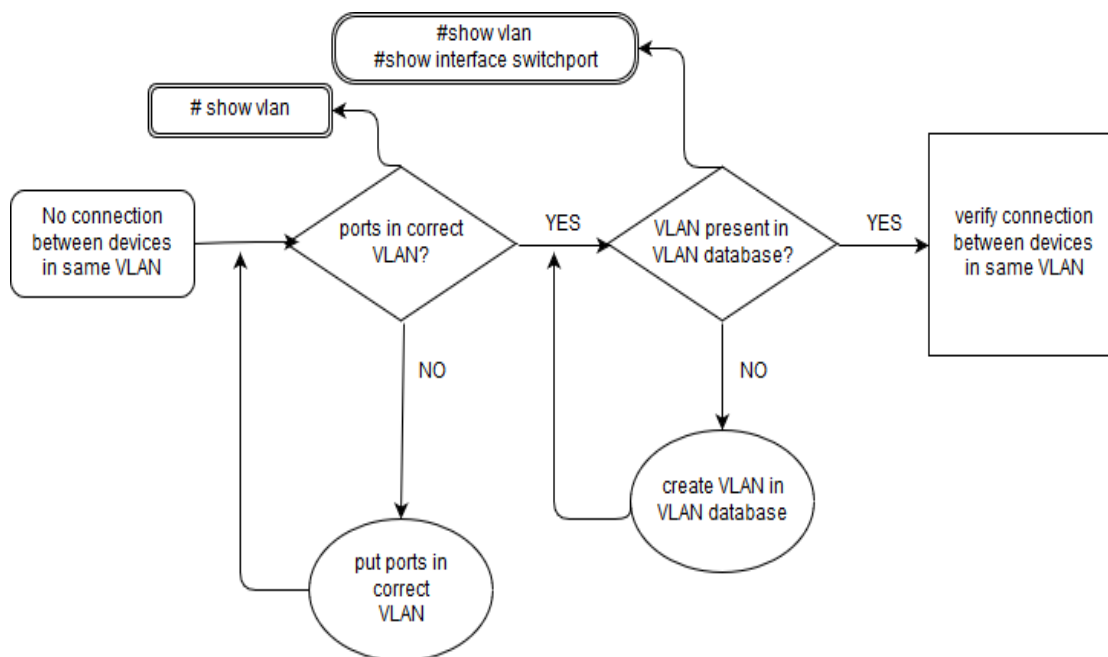 #show vlan
#show interface switchport
# show vlan
No connection
between devices
in same VLAN
ports in correct
VLAN?
YES
VLAN present in
VLAN database?
YES
verify connection
between devices
in same VLAN
NO
NO
create VLAN in
VLAN database
put ports in
correct
VLAN